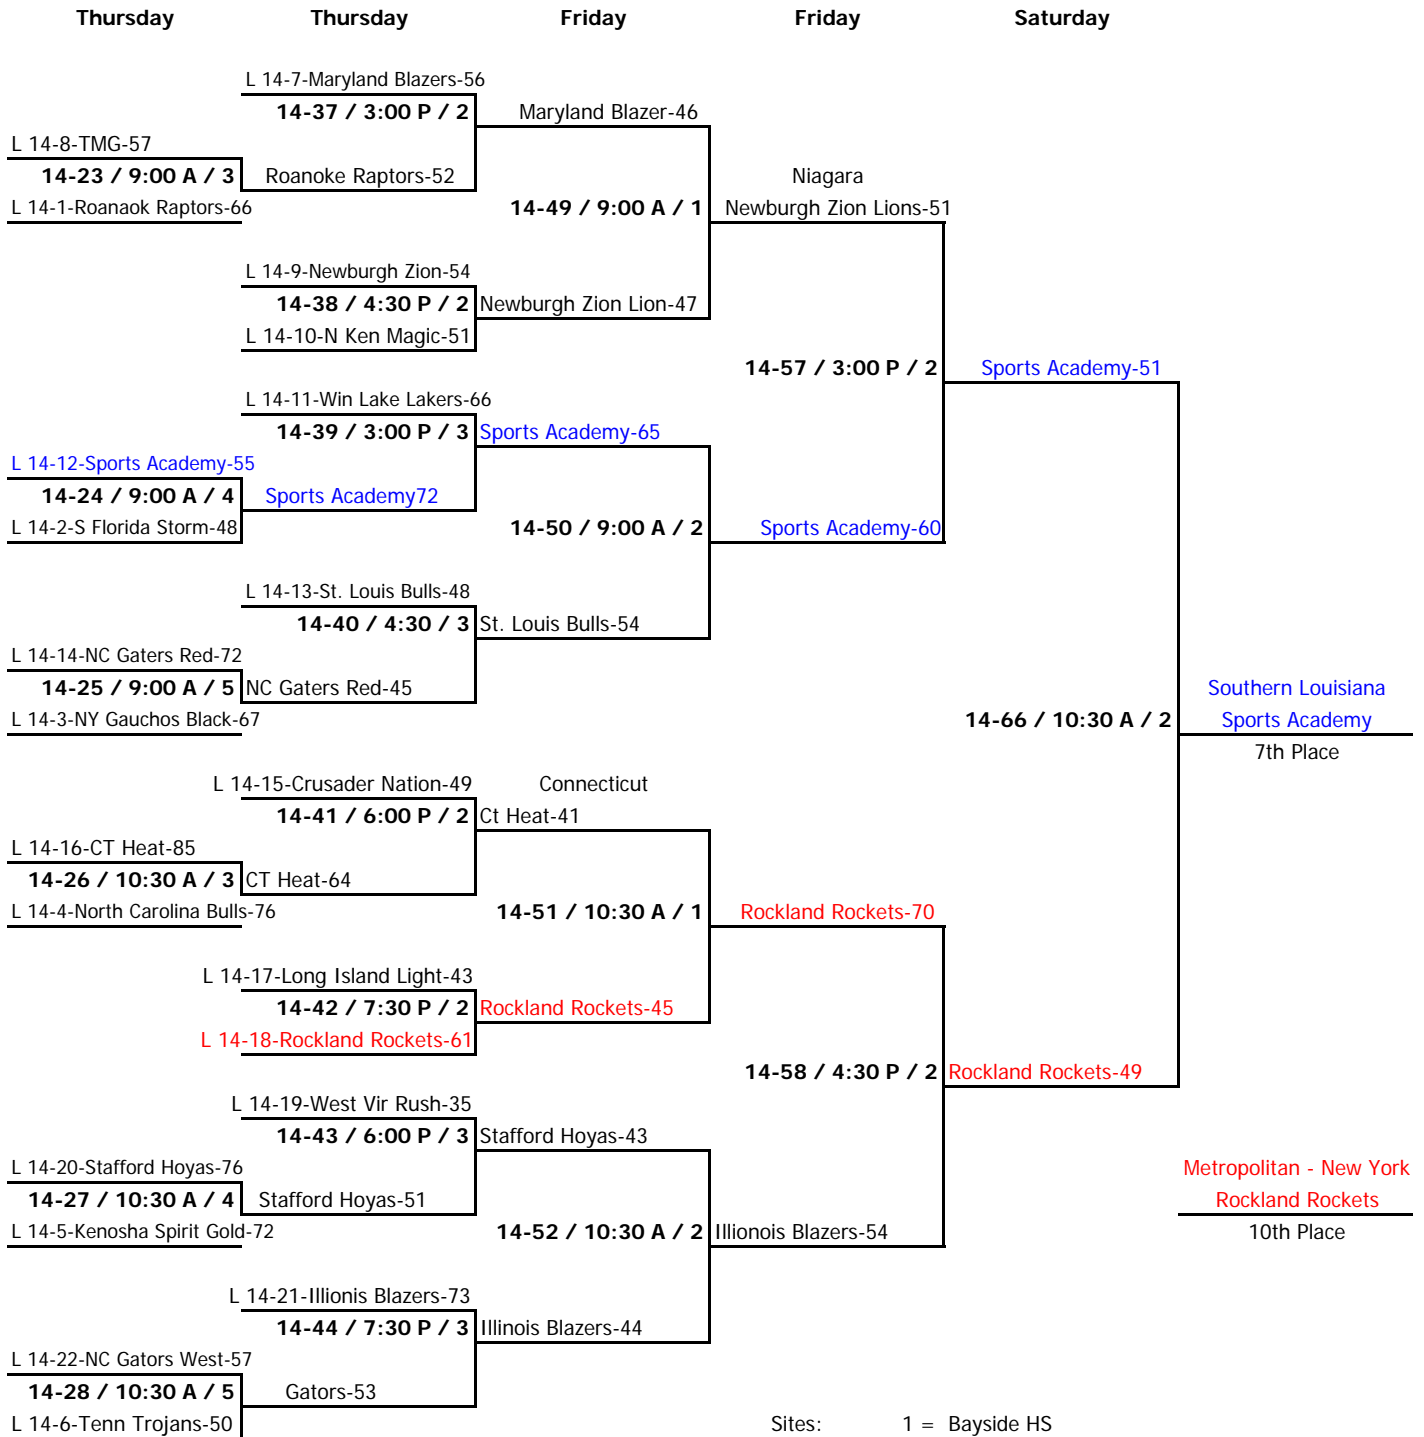 Thursday Thursday Friday Friday Saturday
L 14-7-Maryland Blazers-56
14-37 / 3:00 P / 2 Maryland Blazer-46
L 14-8-TMG-57
14-23 / 9:00 A / 3 Roanoke Raptors-52 Niagara
L 14-1-Roanaok Raptors-66 14-49 / 9:00 A / 1 Newburgh Zion Lions-51
L 14-9-Newburgh Zion-54
14-38 / 4:30 P / 2 Newburgh Zion Lion-47
L 14-10-N Ken Magic-51
14-57 / 3:00 P / 2 Sports Academy-51
L 14-11-Win Lake Lakers-66
14-39 / 3:00 P / 3 Sports Academy-65
L 14-12-Sports Academy-55
14-24 / 9:00 A / 4 Sports Academy72
L 14-2-S Florida Storm-48 14-50 / 9:00 A / 2 Sports Academy-60
L 14-13-St. Louis Bulls-48
14-40 / 4:30 / 3 St. Louis Bulls-54
L 14-14-NC Gaters Red-72
14-25 / 9:00 A / 5 NC Gaters Red-45 Southern Louisiana
L 14-3-NY Gauchos Black-67 14-66 / 10:30 A / 2 Sports Academy
7th Place
L 14-15-Crusader Nation-49 Connecticut
14-41 / 6:00 P / 2 Ct Heat-41
L 14-16-CT Heat-85
14-26 / 10:30 A / 3 CT Heat-64
L 14-4-North Carolina Bulls-76 14-51 / 10:30 A / 1 Rockland Rockets-70
L 14-17-Long Island Light-43
14-42 / 7:30 P / 2 Rockland Rockets-45
L 14-18-Rockland Rockets-61
14-58 / 4:30 P / 2 Rockland Rockets-49
L 14-19-West Vir Rush-35
14-43 / 6:00 P / 3 Stafford Hoyas-43
L 14-20-Stafford Hoyas-76 Metropolitan - New York
14-27 / 10:30 A / 4 Stafford Hoyas-51 Rockland Rockets
L 14-5-Kenosha Spirit Gold-72 14-52 / 10:30 A / 2 Illionois Blazers-54 10th Place
L 14-21-Illionis Blazers-73
14-44 / 7:30 P / 3 Illinois Blazers-44
L 14-22-NC Gators West-57
14-28 / 10:30 A / 5 Gators-53
L 14-6-Tenn Trojans-50 Sites: 1 = Bayside HS